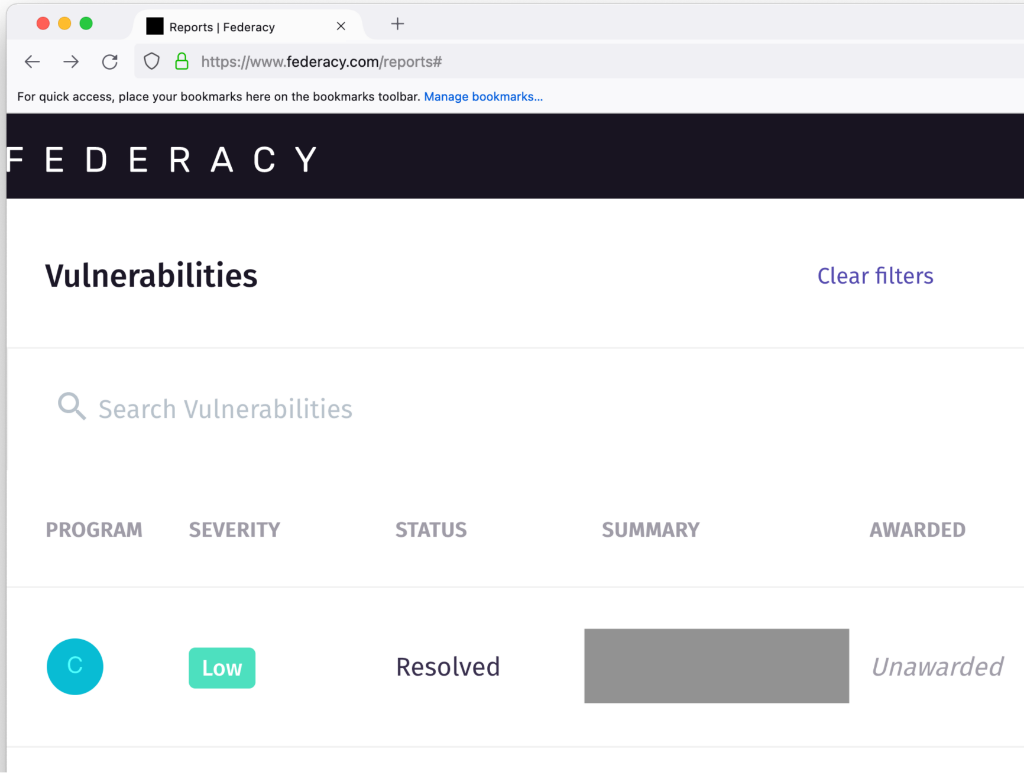 Reports | Federacy
https://www.federacy.com/reports#
For quick access, place your bookmarks here on the bookmarks toolbar. Manage bookmarks...
FEDERACY
Vulnerabilities Clear filters
Search Vulnerabilities
PROGRAM SEVERITY STATUS SUMMARY AWARDED
C Low Resolved Unawarded